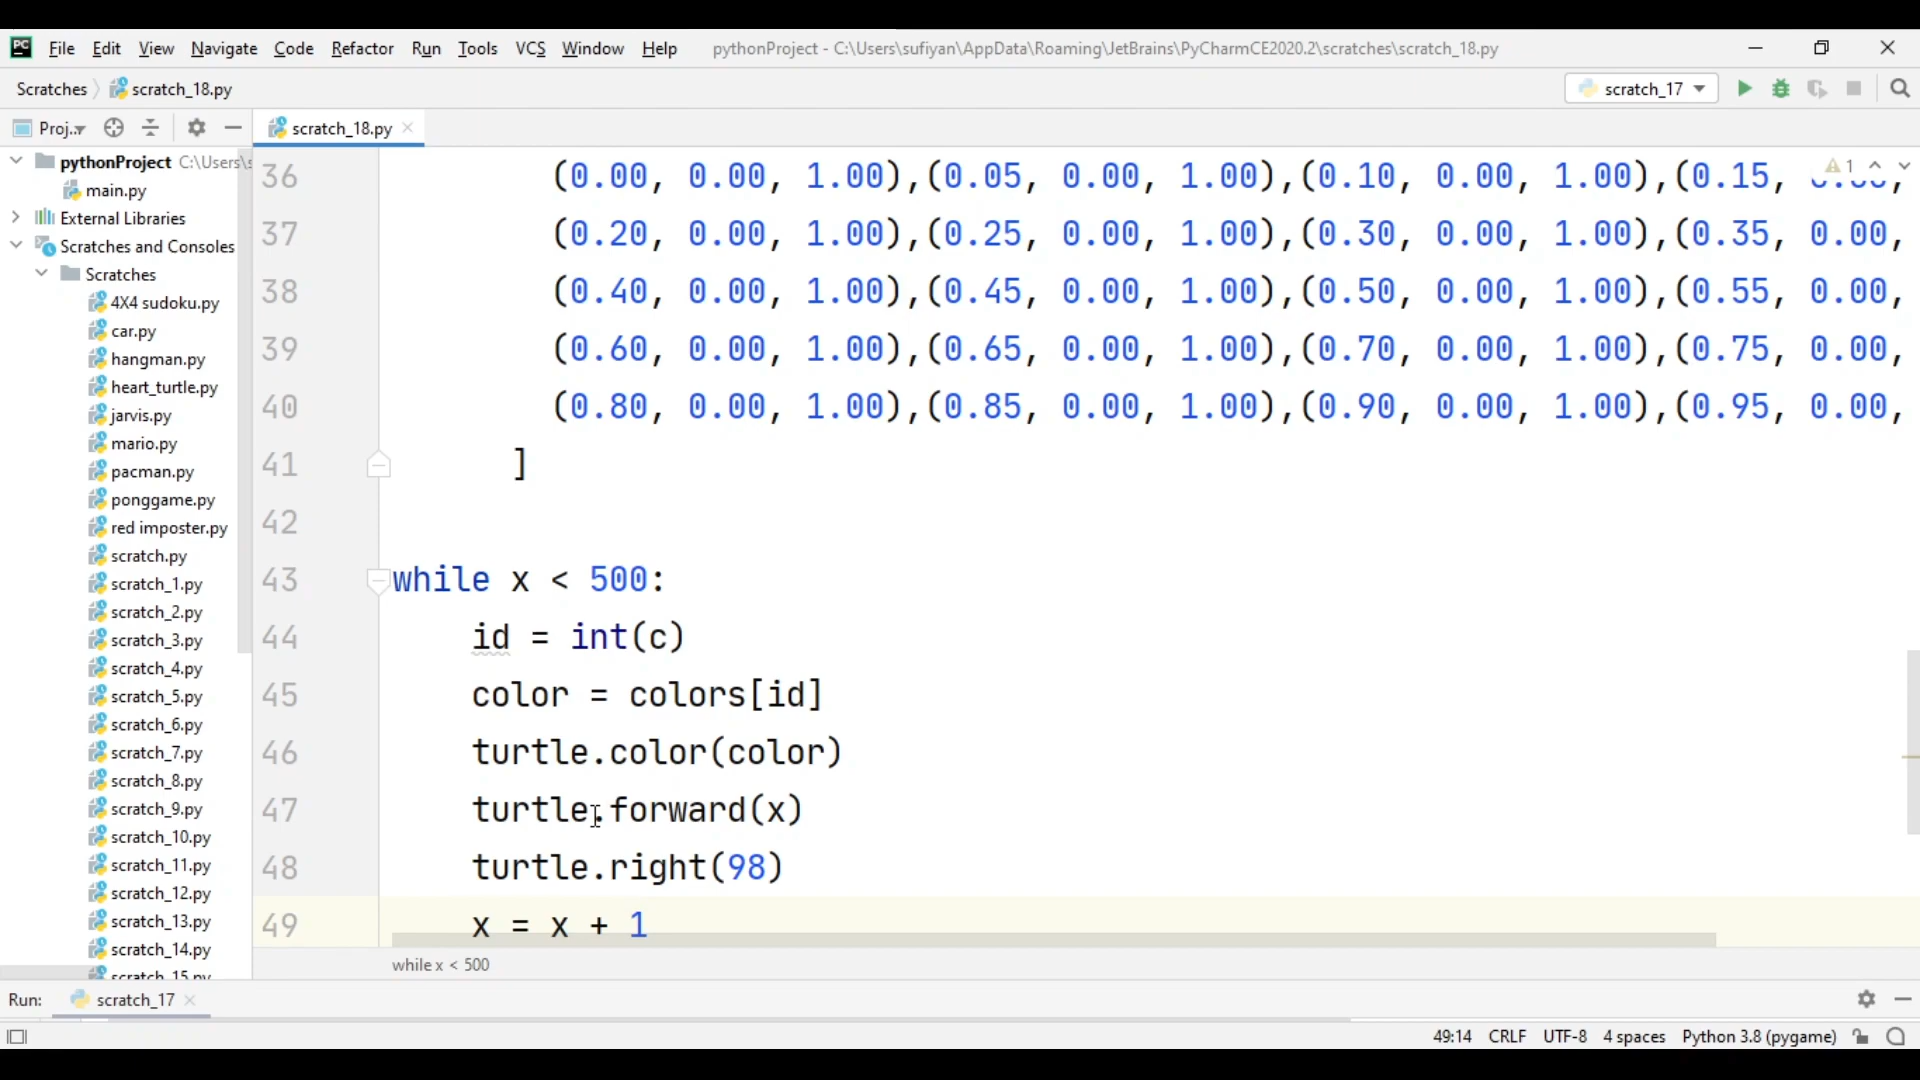 PC File Edit View Navigate Code Refactor Run Tools VCS Window Help pythonProject - C:\Users\sufiyan\AppData\Roaming\JetBrains\PyCharmCE2020.2\scratches\scratch_18.py
Scratches scratch_18.py scratch_17
Proj.. scratch_18.py
pythonProject C:\Users\s
main.py
External Libraries
Scratches and Consoles
Scratches
4X4 sudoku.py
car.py
hangman.py
heart_turtle.py
jarvis.py
mario.py
pacman.py
ponggame.py
red imposter.py
scratch.py
scratch_1.py
scratch_2.py
scratch_3.py
scratch_4.py
scratch_5.py
scratch_6.py
scratch_7.py
scratch_8.py
scratch_9.py
scratch_10.py
scratch_11.py
scratch_12.py
scratch_13.py
scratch_14.py
scratch_15.py
1
36 (0.00, 0.00, 1.00),(0.05, 0.00, 1.00),(0.10, 0.00, 1.00),(0.15, 0.00,
37 (0.20, 0.00, 1.00),(0.25, 0.00, 1.00),(0.30, 0.00, 1.00),(0.35, 0.00,
38 (0.40, 0.00, 1.00),(0.45, 0.00, 1.00),(0.50, 0.00, 1.00),(0.55, 0.00,
39 (0.60, 0.00, 1.00),(0.65, 0.00, 1.00),(0.70, 0.00, 1.00),(0.75, 0.00,
40 (0.80, 0.00, 1.00),(0.85, 0.00, 1.00),(0.90, 0.00, 1.00),(0.95, 0.00,
41 ]
42
43 while x < 500:
44 id = int(c)
45 color = colors[id]
46 turtle.color(color)
47 turtle.forward(x)
48 turtle.right(98)
49 x = x + 1
while x < 500
Run: scratch_17
49:14 CRLF UTF-8 4 spaces Python 3.8 (pygame)